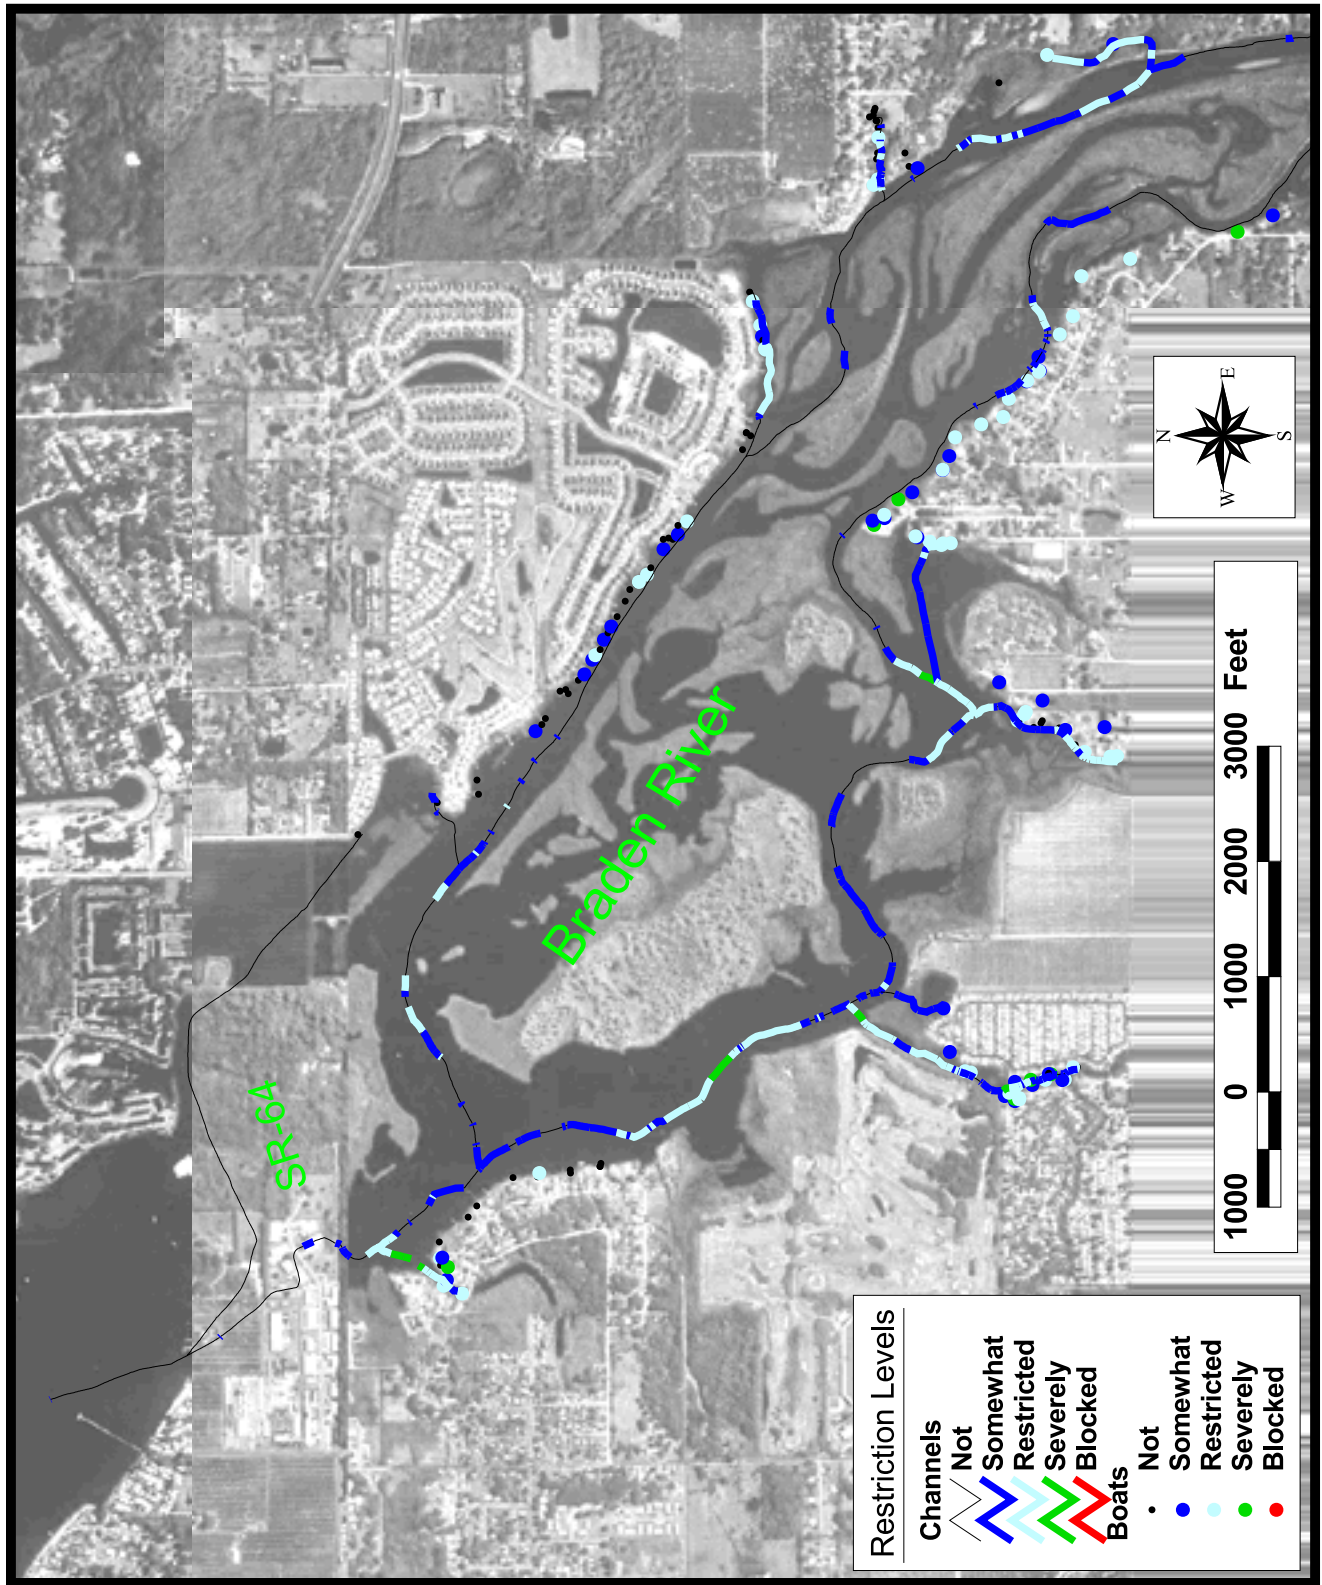 SR-64
Braden River
N
W
E
S
1000 0 1000 2000 3000 Feet
Restriction Levels
Channels
Not
Somewhat
Restricted
Severely
Blocked
Boats
Not
Somewhat
Restricted
Severely
Blocked